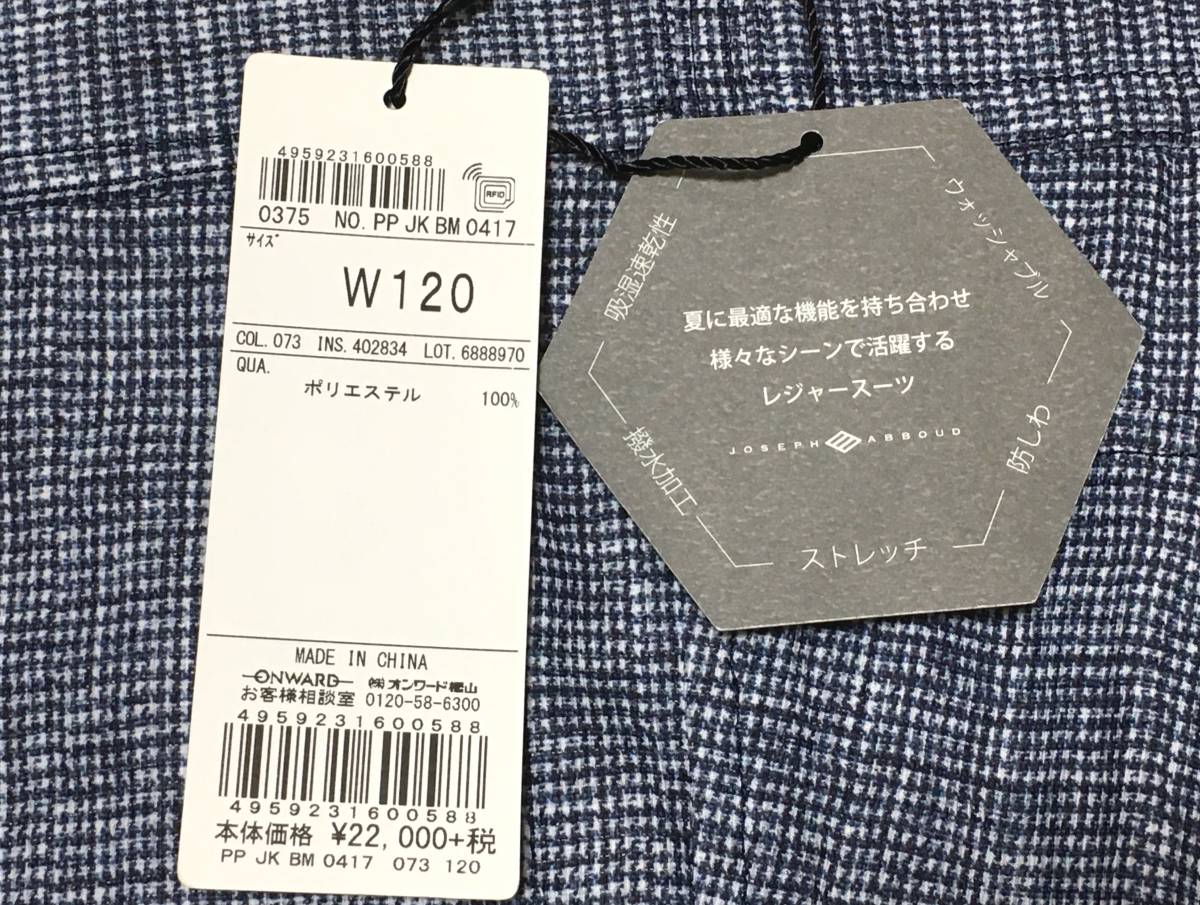 4959231600588
RFID
0375 NO. PP JK BM 0417
サイズ
W120
COL. 073 INS. 402834 LOT. 6888970
QUA.
ポリエステル 100%
MADE IN CHINA
ONWARD ㈱オンワード樫山
お客様相談室 0120-58-6300
4959231600588
4959231600588
本体価格 ¥22,000+税
PP JK BM 0417 073 120
ウォッシャブル
防しわ
ストレッチ
撥水加工
吸湿速乾性
夏に最適な機能を持ち合わせ
様々なシーンで活躍する
レジャースーツ
JOSEPH ABBOUD